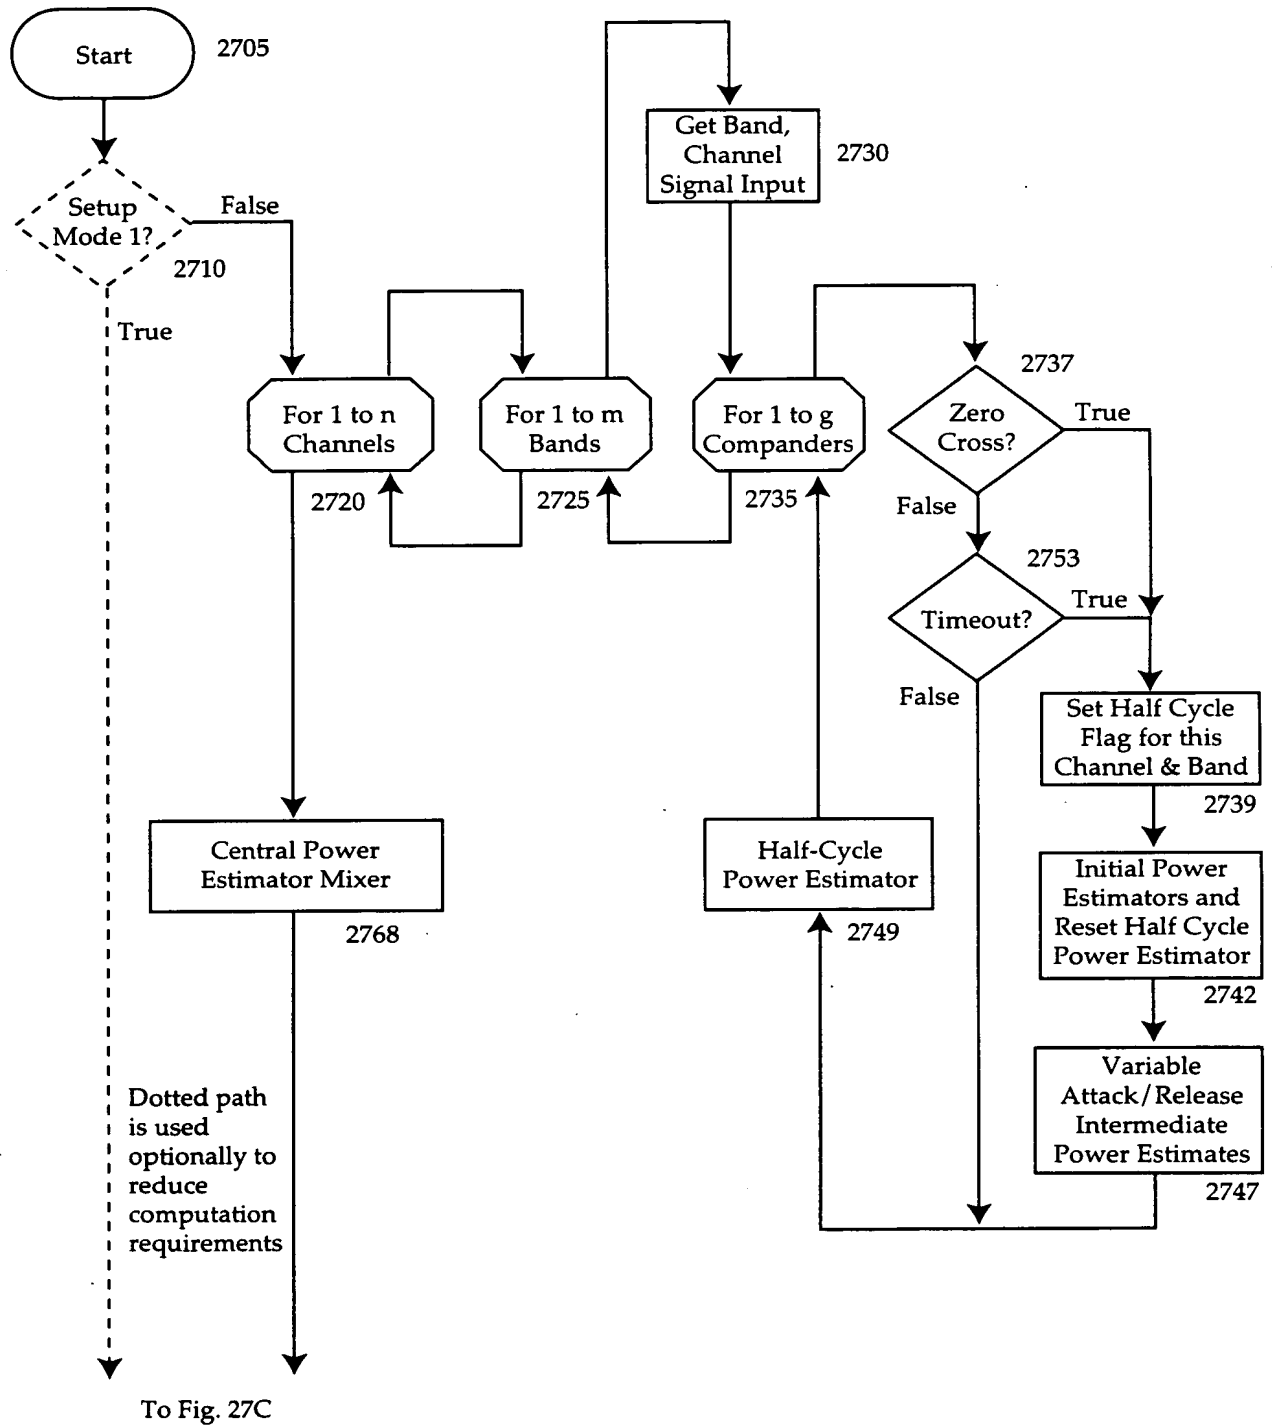 Start
2705
Setup
Mode 1?
False
2710
True
Get Band,
Channel
Signal Input
2730
For 1 to n
Channels
2720
For 1 to m
Bands
2725
For 1 to g
Companders
2735
2737
Zero
Cross?
True
False
2753
Timeout?
True
False
Set Half Cycle
Flag for this
Channel & Band
2739
Initial Power
Estimators and
Reset Half Cycle
Power Estimator
2742
Variable
Attack/Release
Intermediate
Power Estimates
2747
Half-Cycle
Power Estimator
2749
Central Power
Estimator Mixer
2768
Dotted path
is used
optionally to
reduce
computation
requirements
To Fig. 27C